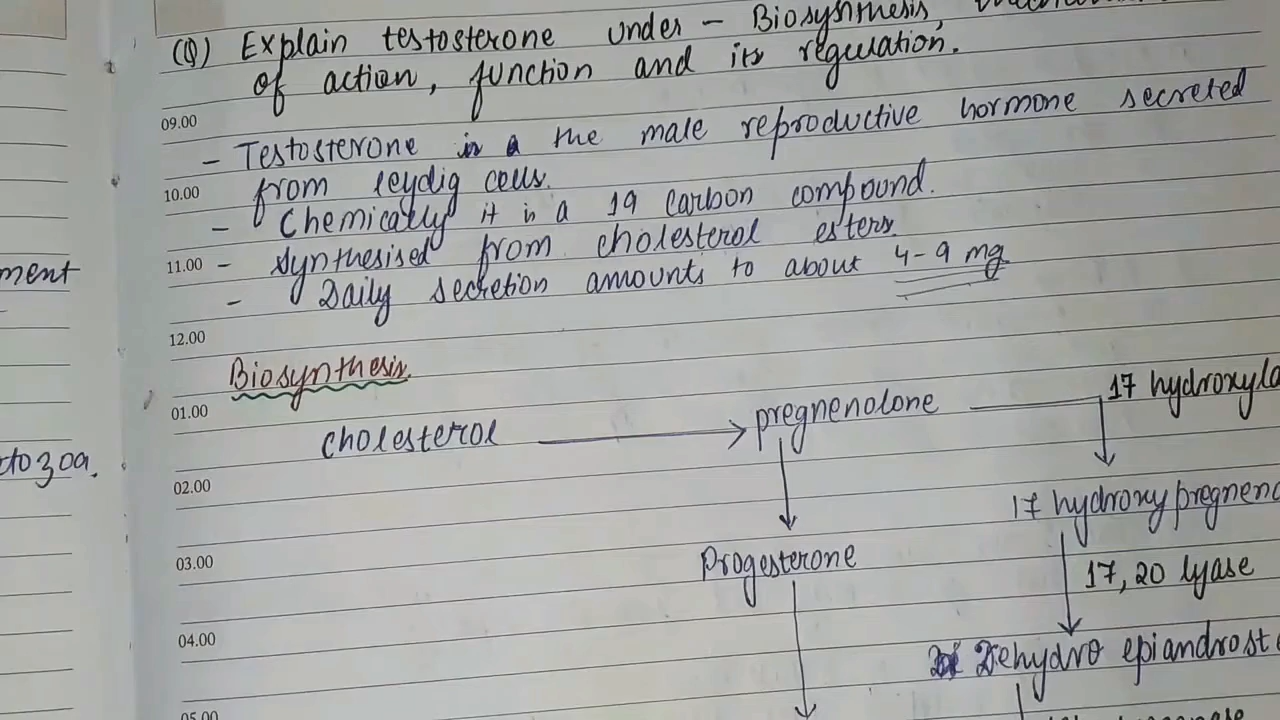 (Q) Explain testosterone under - Biosynthesis,
of action, function and its regulation.
09.00
- Testosterone is a the male reproductive hormone secreted
10.00 from leydig cells.
- Chemically it is a 19 carbon compound.
11.00 - Synthesised from cholesterol esters
- Daily secretion amounts to about 4-9 mg
12.00
Biosynthesis.
01.00
cholesterol → pregnenolone 17 hydroxyla
ment
to 30a.
02.00
17 hydroxy pregneno
03.00
Progesterone
17, 20 lyase
04.00
Dehydro epiandrost
05.00